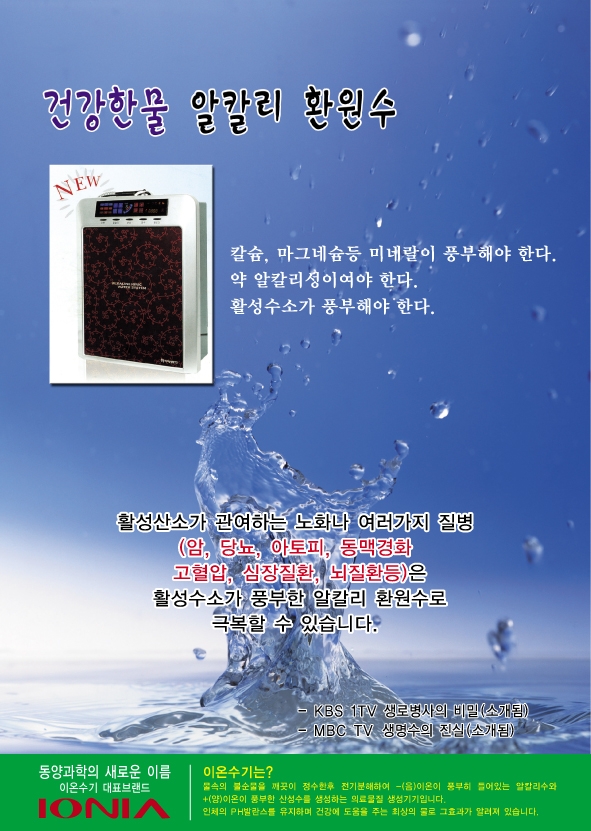 건강한물 알칼리 환원수
NEW
칼슘, 마그네슘등 미네랄이 풍부해야 한다.
약 알칼리성이여야 한다.
활성수소가 풍부해야 한다.
활성산소가 관여하는 노화나 여러가지 질병
(암, 당뇨, 아토피, 동맥경화
고혈압, 심장질환, 뇌질환등)은
활성수소가 풍부한 알칼리 환원수로
극복할 수 있습니다.
- KBS 1TV 생로병사의 비밀(소개됨)
- MBC TV 생명수의 진실(소개됨)
동양과학의 새로운 이름
이온수기 대표브랜드
IONIA
이온수기는?
물속의 불순물을 깨끗이 정수한후 전기분해하여 -(음)이온이 풍부히 들어있는 알칼리수와
+(양)이온이 풍부한 산성수를 생성하는 의료물질 생성기기입니다.
인체의 PH발란스를 유지하며 건강에 도움을 주는 최상의 물로 그효과가 알려져 있습니다.